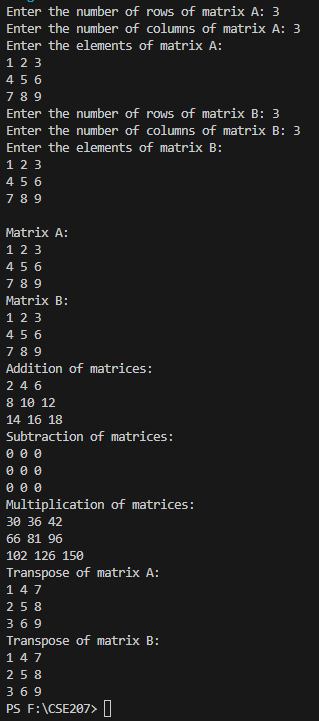 Enter the number of rows of matrix A: 3
Enter the number of columns of matrix A: 3
Enter the elements of matrix A:
1 2 3
4 5 6
7 8 9
Enter the number of rows of matrix B: 3
Enter the number of columns of matrix B: 3
Enter the elements of matrix B:
1 2 3
4 5 6
7 8 9

Matrix A:
1 2 3
4 5 6
7 8 9
Matrix B:
1 2 3
4 5 6
7 8 9
Addition of matrices:
2 4 6
8 10 12
14 16 18
Subtraction of matrices:
0 0 0
0 0 0
0 0 0
Multiplication of matrices:
30 36 42
66 81 96
102 126 150
Transpose of matrix A:
1 4 7
2 5 8
3 6 9
Transpose of matrix B:
1 4 7
2 5 8
3 6 9
PS F:\CSE207>